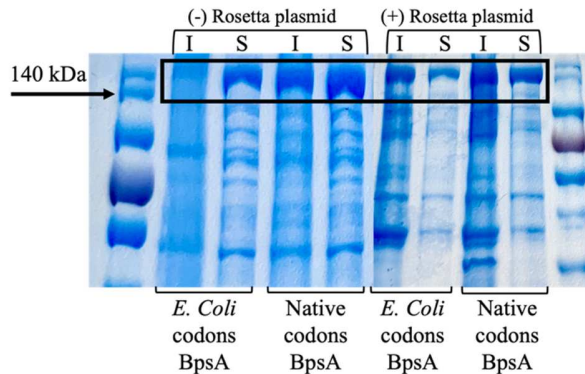 (-) Rosetta plasmid (+) Rosetta plasmid
I S I S I S I S
140 kDa
E. Coli codons BpsA
Native codons BpsA
E. Coli codons BpsA
Native codons BpsA